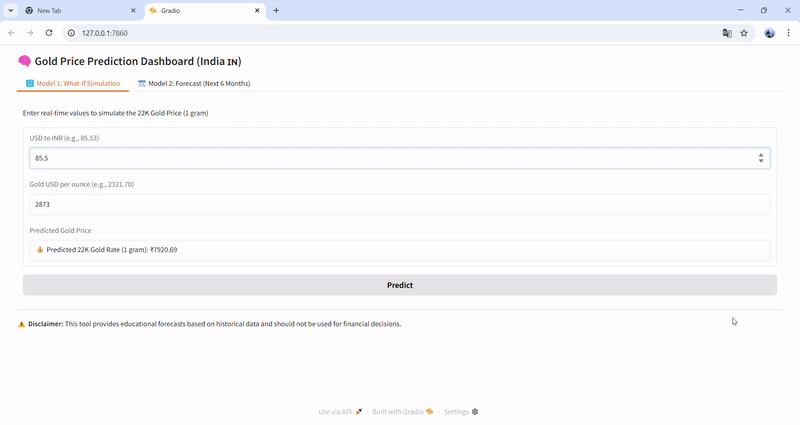 New Tab
Gradio
127.0.0.1:7860
🧠 Gold Price Prediction Dashboard (India IN)
Model 1: What-If Simulation
Model 2: Forecast (Next 6 Months)
Enter real-time values to simulate the 22K Gold Price (1 gram)
USD to INR (e.g., 85.53)
85.5
Gold USD per ounce (e.g., 2321.70)
2873
Predicted Gold Price
💰 Predicted 22K Gold Rate (1 gram): ₹7920.69
Predict
⚠️ Disclaimer: This tool provides educational forecasts based on historical data and should not be used for financial decisions.
Use via API 🚀 · Built with Gradio · Settings ⚙️